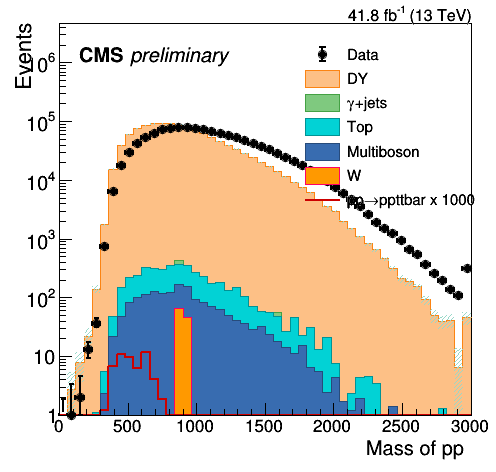 41.8 fb⁻¹ (13 TeV)
Events
CMS preliminary
Data
DY
γ+jets
Top
Multiboson
W
→ppttbar x 1000
10⁶
10⁵
10⁴
10³
10²
10
1
0 500 1000 1500 2000 2500 3000
Mass of pp